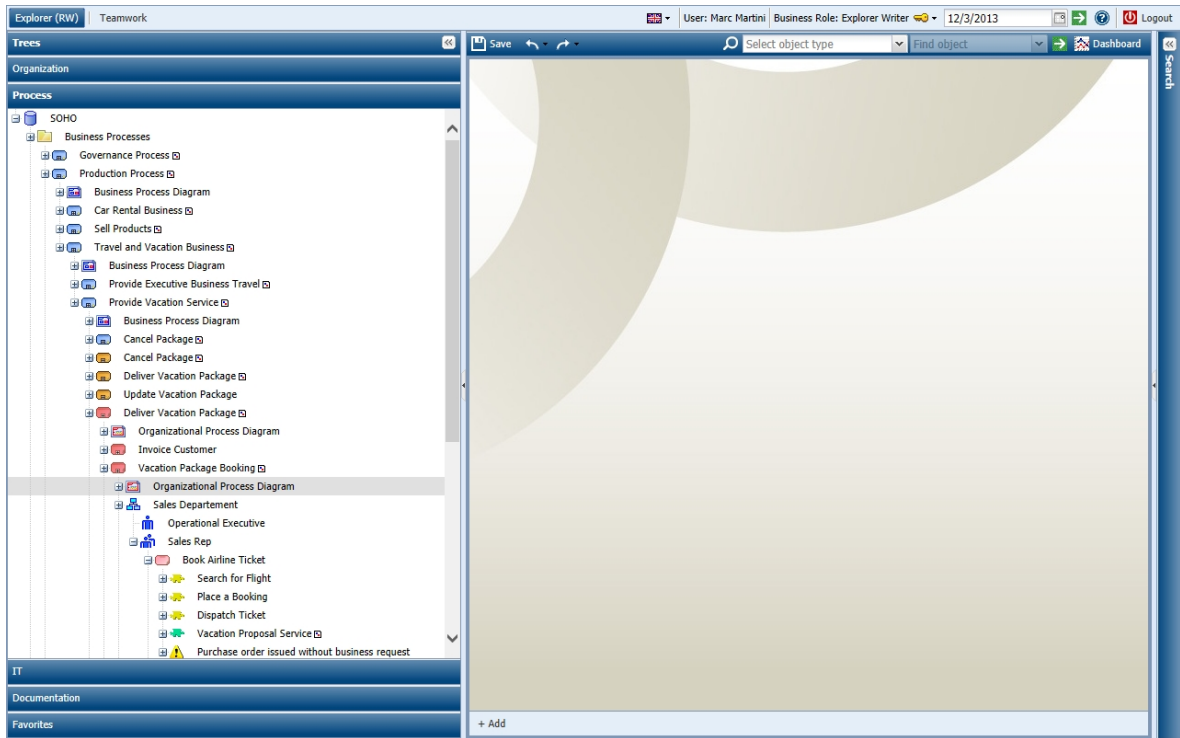 Explorer (RW) Teamwork User: Marc Martini Business Role: Explorer Writer 12/3/2013 Logout
Trees
Save Select object type Find object Dashboard
Search
Organization
Process
SOHO
Business Processes
Governance Process
Production Process
Business Process Diagram
Car Rental Business
Sell Products
Travel and Vacation Business
Business Process Diagram
Provide Executive Business Travel
Provide Vacation Service
Business Process Diagram
Cancel Package
Cancel Package
Deliver Vacation Package
Update Vacation Package
Deliver Vacation Package
Organizational Process Diagram
Invoice Customer
Vacation Package Booking
Organizational Process Diagram
Sales Departement
Operational Executive
Sales Rep
Book Airline Ticket
Search for Flight
Place a Booking
Dispatch Ticket
Vacation Proposal Service
Purchase order issued without business request
IT
Documentation
Favorites
+ Add